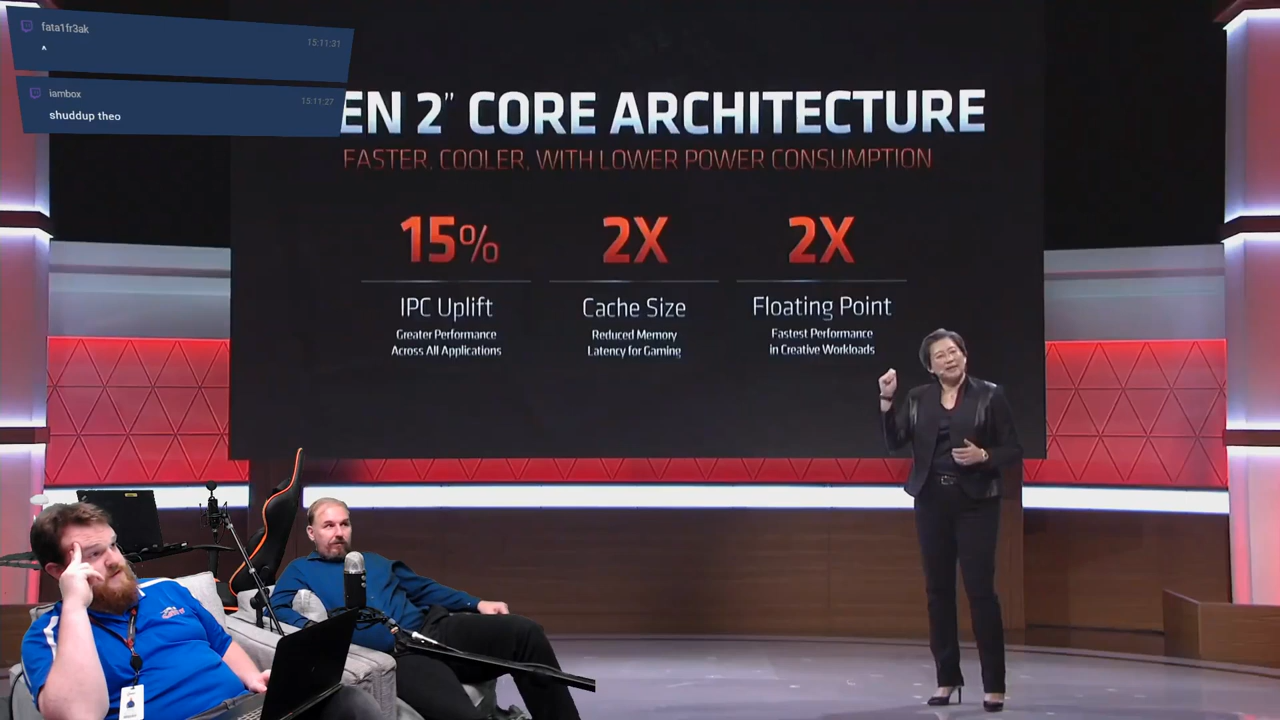 fata1fr3ak
15:11:31
^
iambox
15:11:27
shuddup theo
EN 2" CORE ARCHITECTURE
FASTER, COOLER, WITH LOWER POWER CONSUMPTION
15% 2X 2X
IPC Uplift Cache Size Floating Point
Greater Performance Reduced Memory Fastest Performance
Across All Applications Latency for Gaming in Creative Workloads